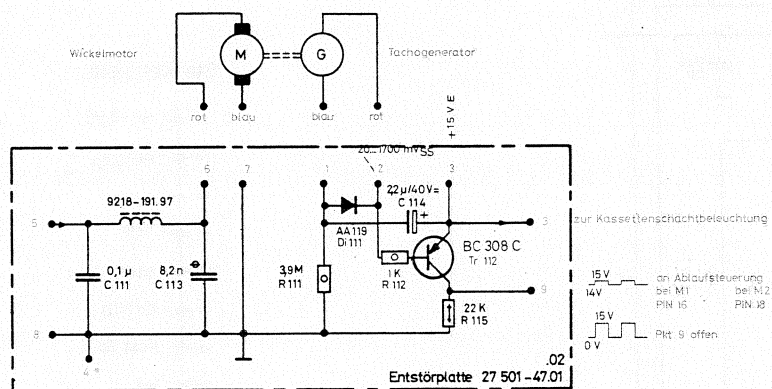 Wickelmotor
M
G
Tachogenerator
rot
blau
blau
rot
+15 V E
20...1700 mVSS
6
7
1
2
3
9218-191.97
2,2µ/40V=
C 114
5
AA119
Di 111
3
zur Kassettenschachtbeleuchtung
BC 308 C
Tr. 112
0,1 µ
C 111
8,2n
C 113
3,9M
R 111
1K
R 112
15 V
14V
an Ablaufsteuerung
bei M1
bei M2
PIN 16
PIN 18
9
22 K
R 115
15 V
0 V
Pkt. 9 offen
8
4
.02
Entstörplatte 27 501-47.01